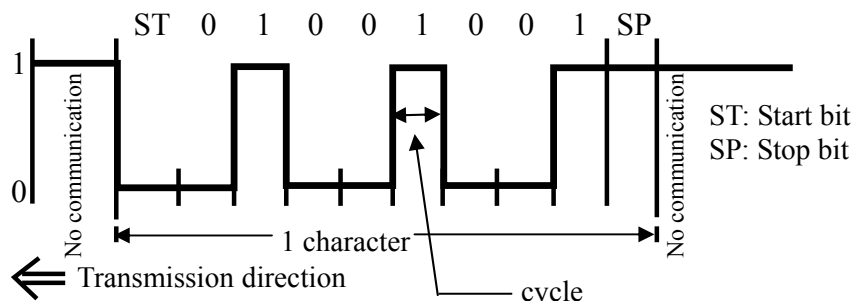 ST 0 1 0 0 1 0 0 1 SP
1
0
No communication
No communication
ST: Start bit
SP: Stop bit
1 character
Transmission direction
cycle